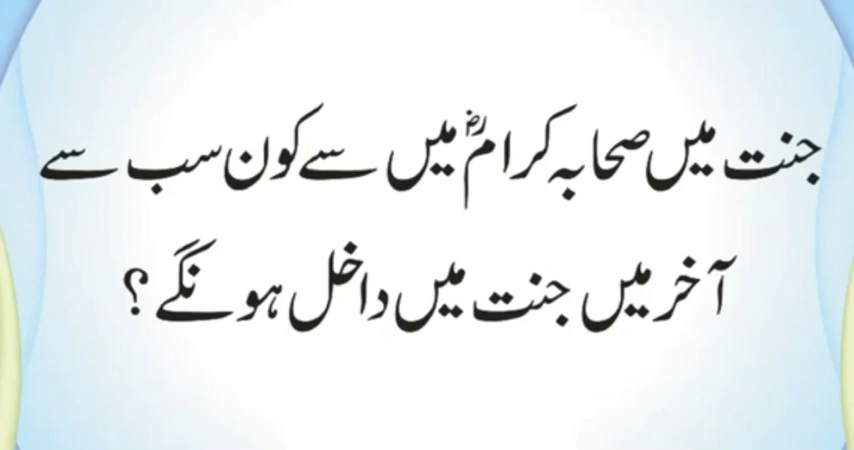 جنت میں صحابہ کرامؓ میں سے کون سب سے
آخر میں جنت میں داخل ہونگے ؟